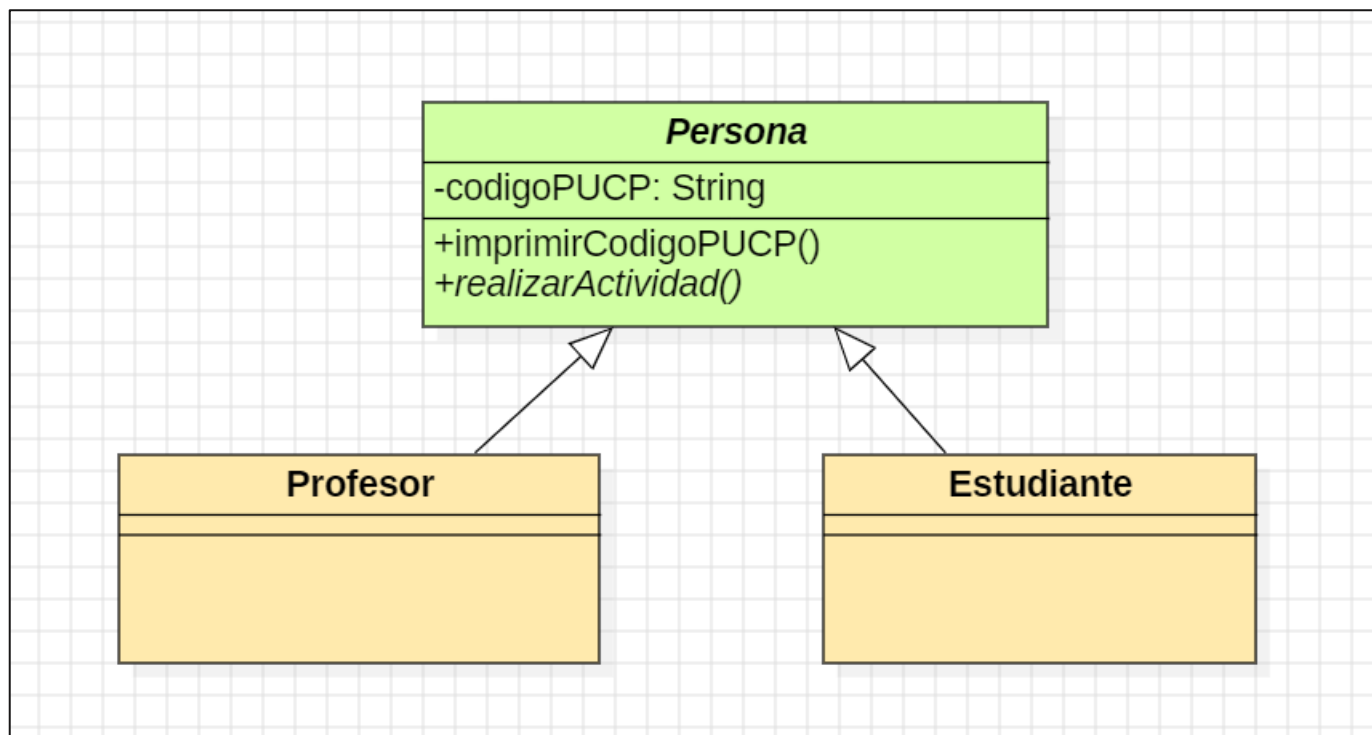 Persona
-codigoPUCP: String
+imprimirCodigoPUCP()
+realizarActividad()
Profesor
Estudiante